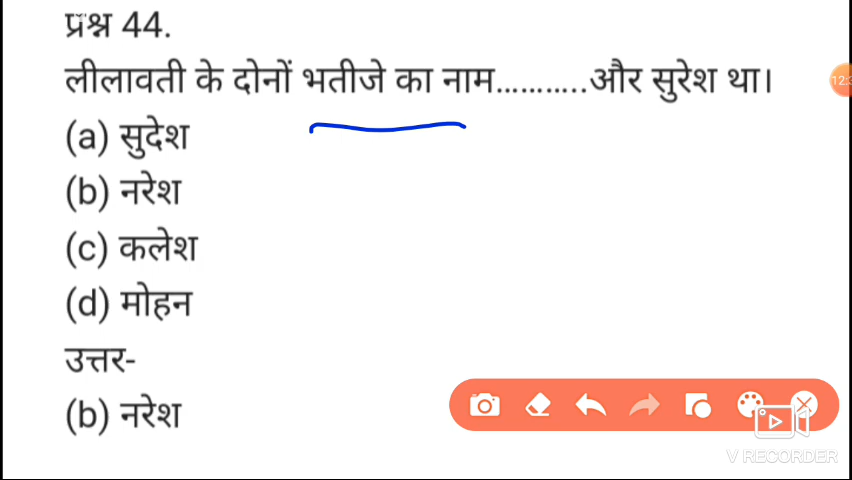 प्रश्न 44.
लीलावती के दोनों भतीजे का नाम...........और सुरेश था।
(a) सुदेश
(b) नरेश
(c) कलेश
(d) मोहन
उत्तर-
(b) नरेश
V RECORDER